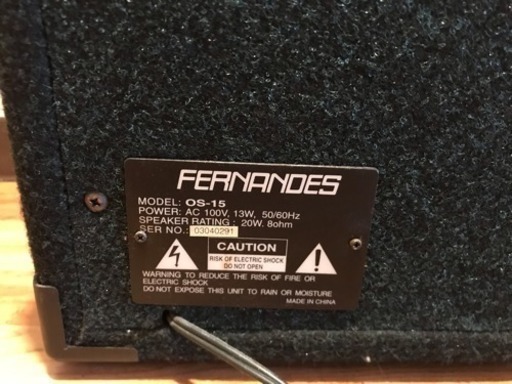 FERNANDES
MODEL: OS-15
POWER: AC 100V, 13W, 50/60Hz
SPEAKER RATING : 20W. 8ohm
SER NO.: 03040291
CAUTION
RISK OF ELECTRIC SHOCK
DO NOT OPEN
WARNING TO REDUCE THE RISK OF FIRE OR
ELECTRIC SHOCK
DO NOT EXPOSE THIS UNIT TO RAIN OR MOISTURE
MADE IN CHINA